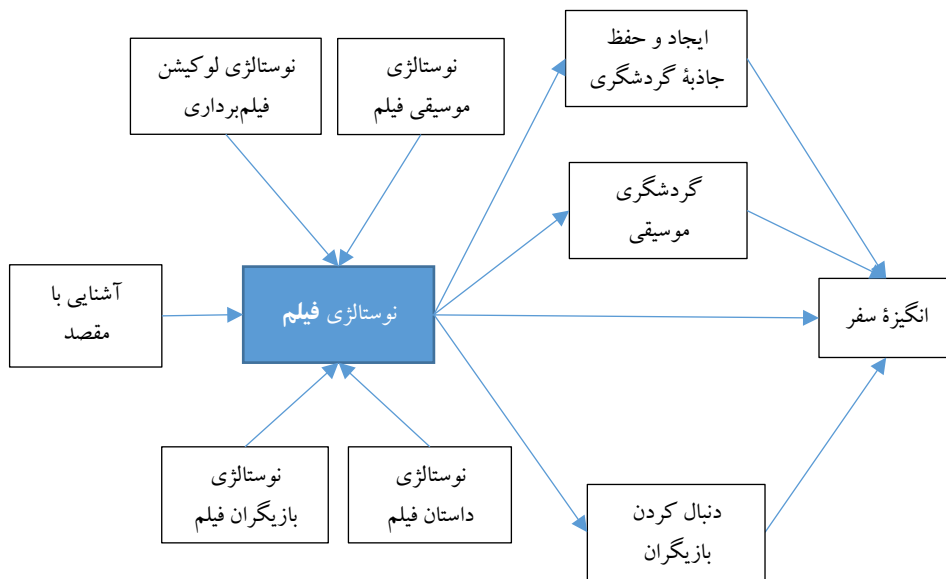 ایجاد و حفظ
جاذبهٔ گردشگری
نوستالژی
موسیقی فیلم
نوستالژی لوکیشن
فیلم‌برداری
گردشگری
موسیقی
انگیزهٔ سفر
نوستالژی فیلم
آشنایی با
مقصد
نوستالژی
داستان فیلم
نوستالژی
بازیگران فیلم
دنبال کردن
بازیگران